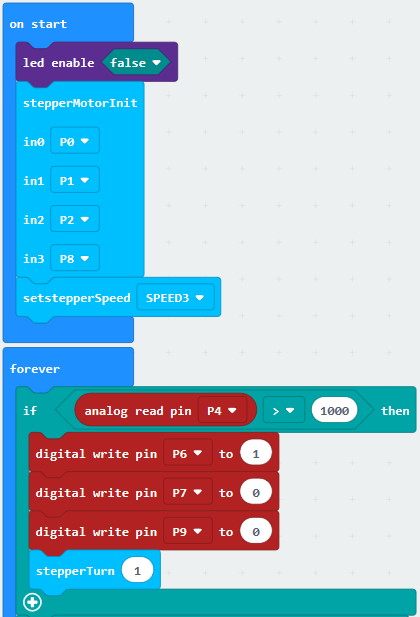 on start
led enable false
stepperMotorInit
in0 P0
in1 P1
in2 P2
in3 P8
setstepperSpeed SPEED3
forever
if analog read pin P4 > 1000 then
digital write pin P6 to 1
digital write pin P7 to 0
digital write pin P9 to 0
stepperTurn 1